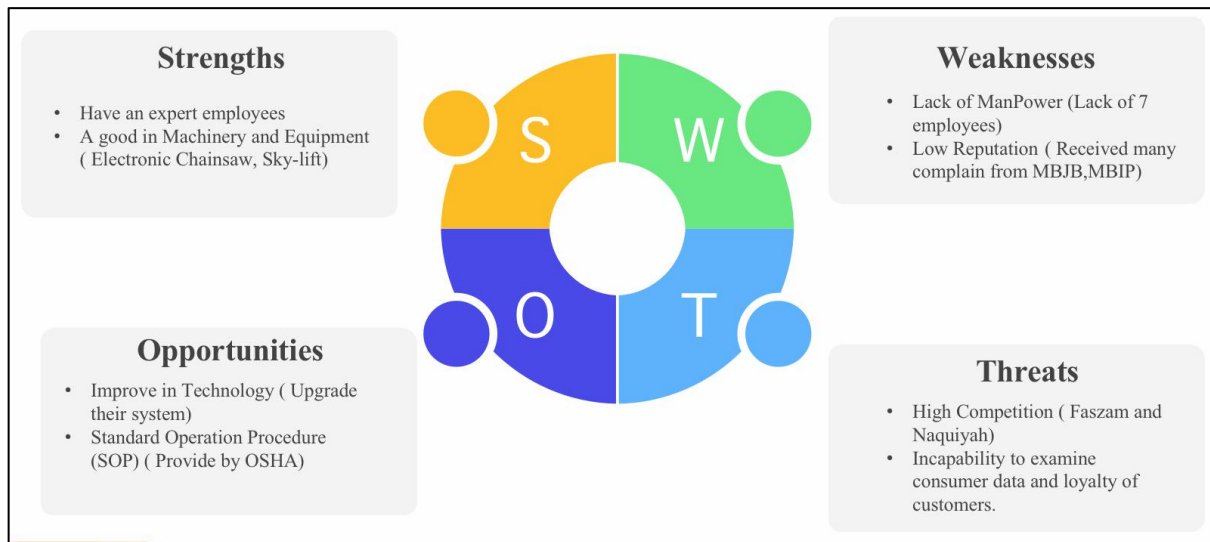 Strengths
• Have an expert employees
• A good in Machinery and Equipment
( Electronic Chainsaw, Sky-lift)
Weaknesses
• Lack of ManPower (Lack of 7
employees)
• Low Reputation ( Received many
complain from MBJB,MBIP)
S
W
O
T
Opportunities
• Improve in Technology ( Upgrade
their system)
• Standard Operation Procedure
(SOP) ( Provide by OSHA)
Threats
• High Competition ( Faszam and
Naquiyah)
• Incapability to examine
consumer data and loyalty of
customers.